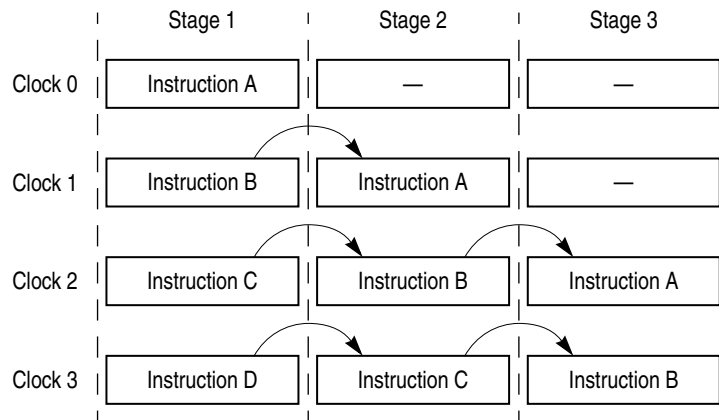 Stage 1 Stage 2 Stage 3
Clock 0 Instruction A — —
Clock 1 Instruction B Instruction A —
Clock 2 Instruction C Instruction B Instruction A
Clock 3 Instruction D Instruction C Instruction B